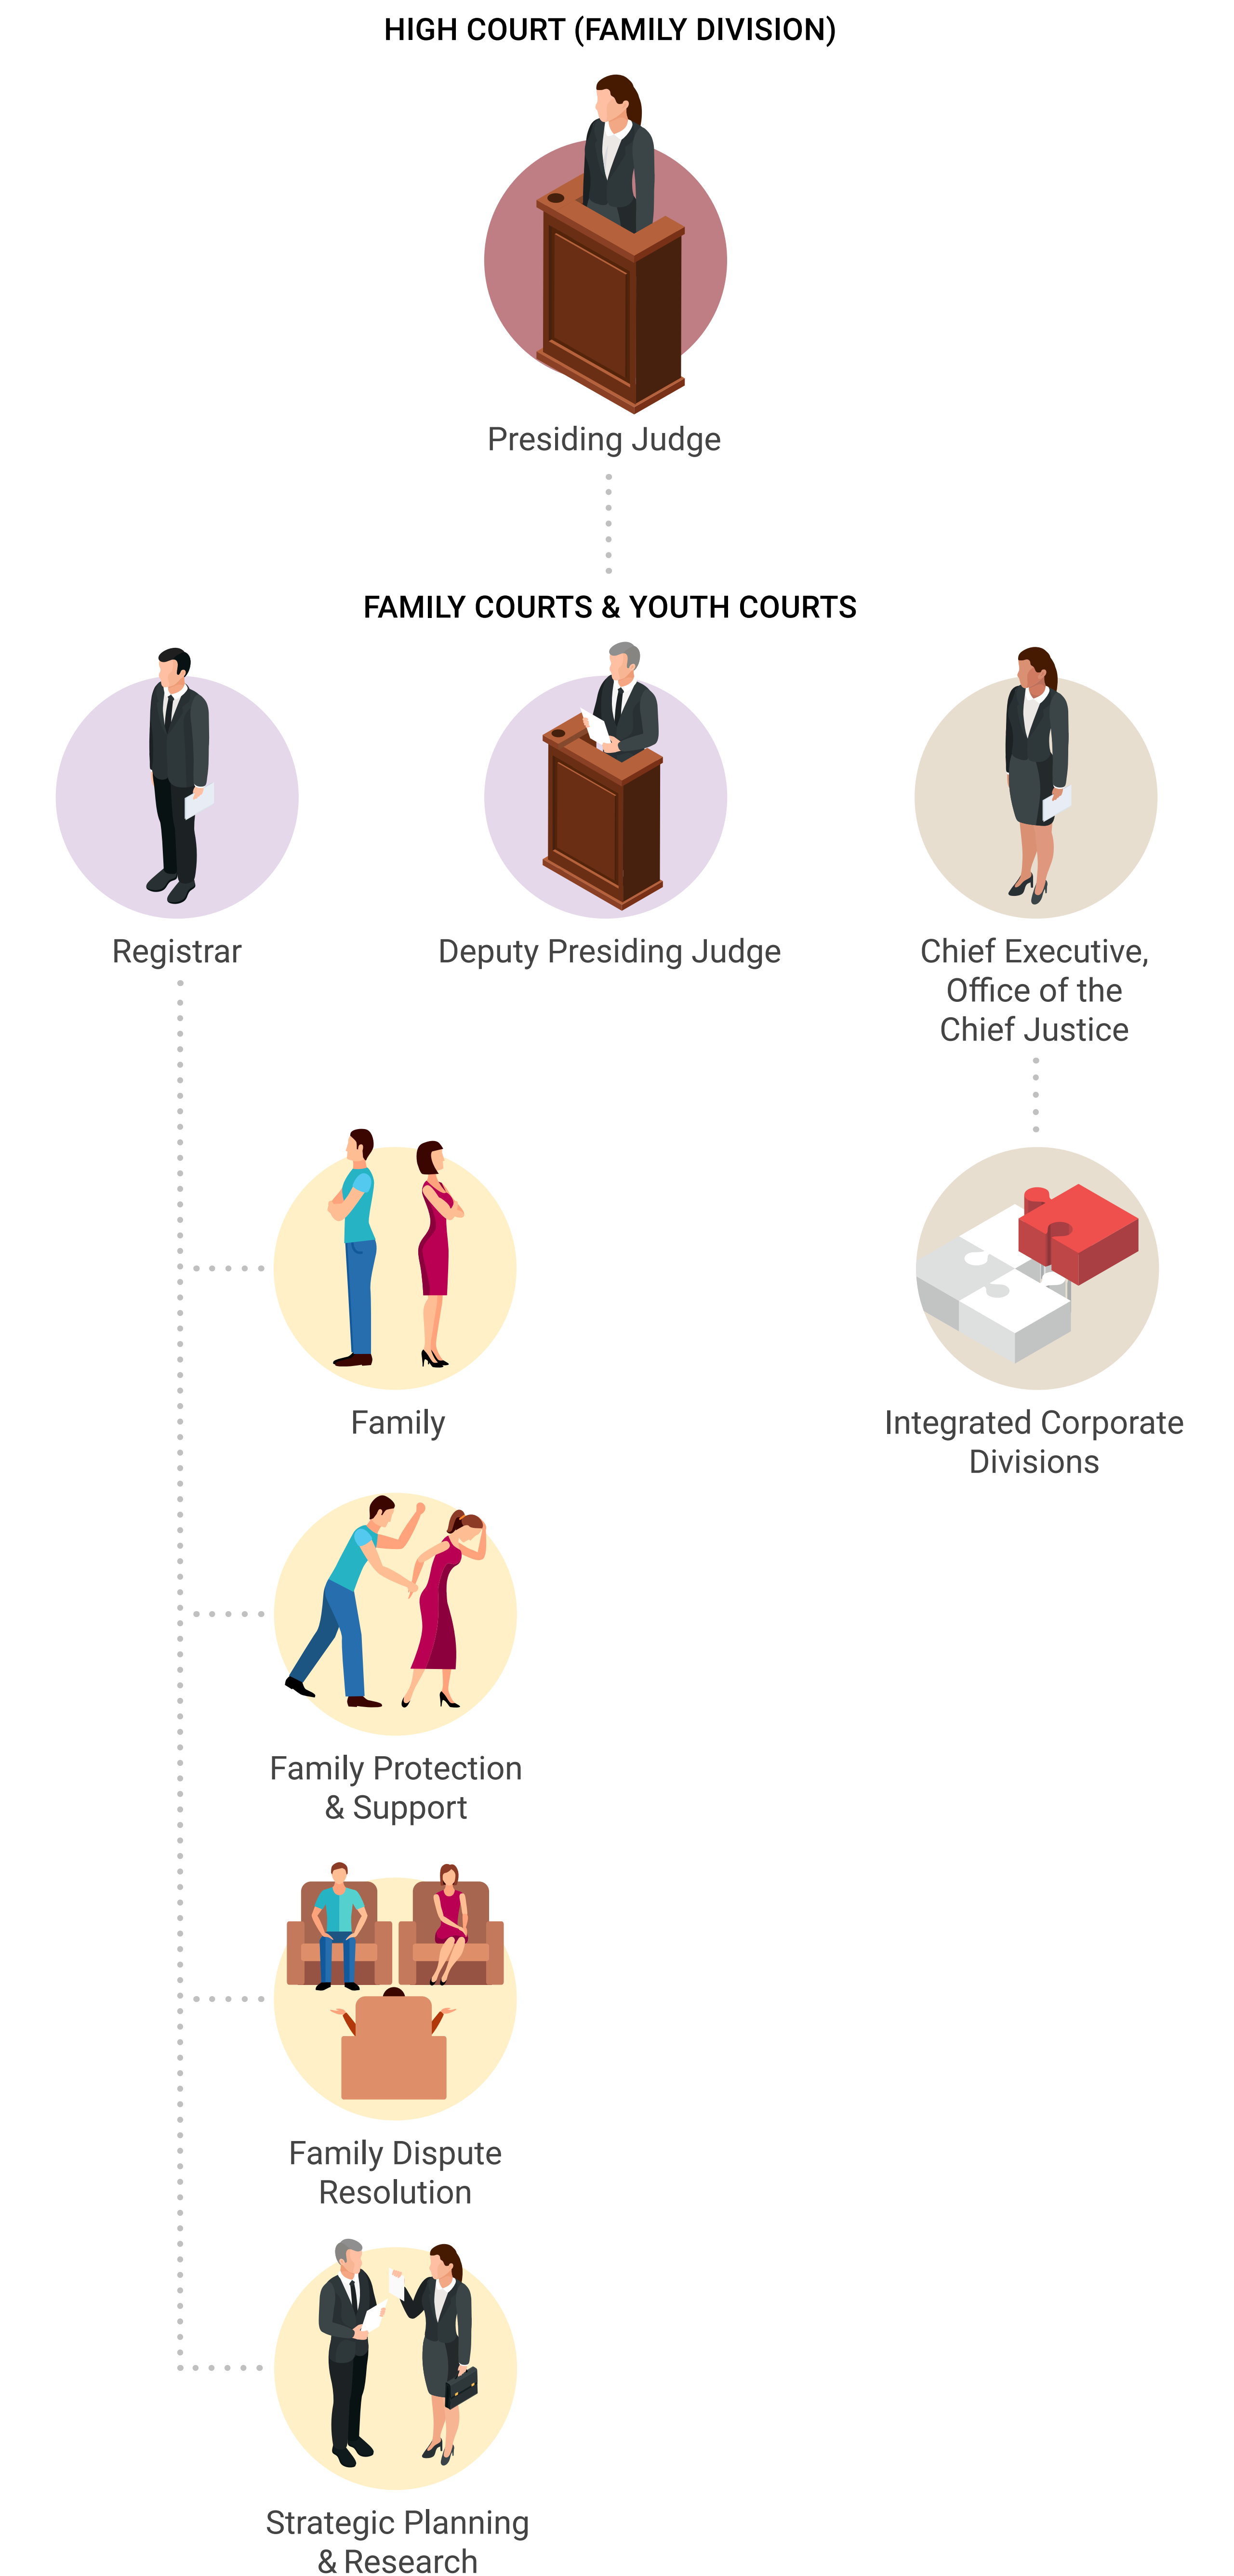 HIGH COURT (FAMILY DIVISION)
Presiding Judge
FAMILY COURTS & YOUTH COURTS
Registrar
Deputy Presiding Judge
Chief Executive,
Office of the
Chief Justice
Family
Integrated Corporate
Divisions
Family Protection
& Support
Family Dispute
Resolution
Strategic Planning
& Research